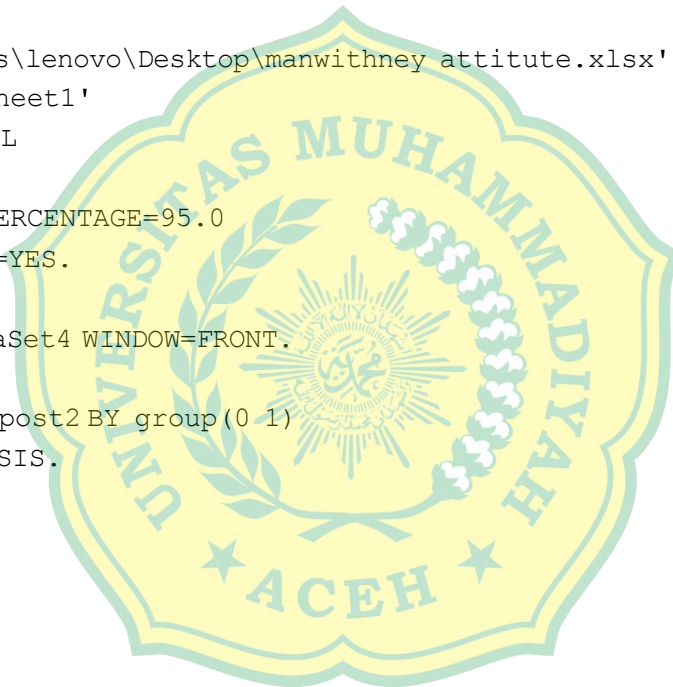 s\lenovo\Desktop\manwithney attitute.xlsx'
heet1'
L
ERCENTAGE=95.0
=YES.
aSet4 WINDOW=FRONT.
post2 BY group(0 1)
SIS.
UNIVERSITAS MUHAMMADIYAH
ACEH
محمد